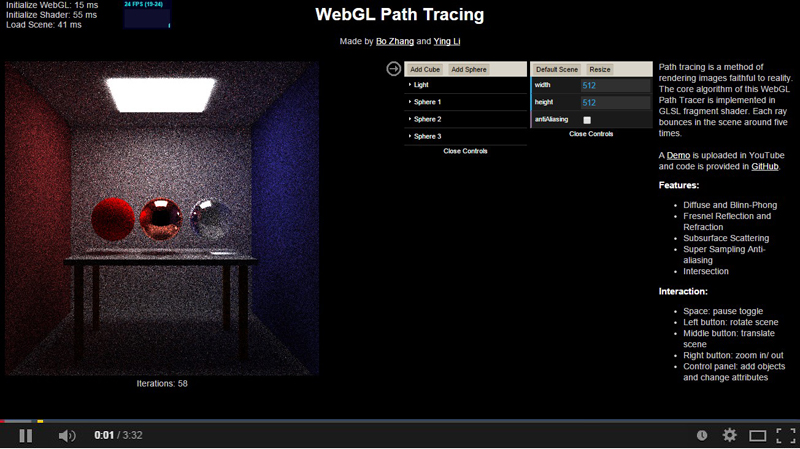 Initialize WebGL: 15 ms
Initialize Shader: 55 ms
Load Scene: 41 ms
24 FPS (19-24)
WebGL Path Tracing
Made by Bo Zhang and Ying Li
Add Cube Add Sphere
Light
Sphere 1
Sphere 2
Sphere 3
Close Controls
Default Scene Resize
width 512
height 512
antiAliasing
Close Controls
Path tracing is a method of
rendering images faithful to reality.
The core algorithm of this WebGL
Path Tracer is implemented in
GLSL fragment shader. Each ray
bounces in the scene around five
times.
A Demo is uploaded in YouTube
and code is provided in GitHub.
Features:
Diffuse and Blinn-Phong
Fresnel Reflection and
Refraction
Subsurface Scattering
Super Sampling Anti-
aliasing
Intersection
Interaction:
Space: pause toggle
Left button: rotate scene
Middle button: translate
scene
Right button: zoom in/ out
Control panel: add objects
and change attributes
Iterations: 58
0:01 / 3:32